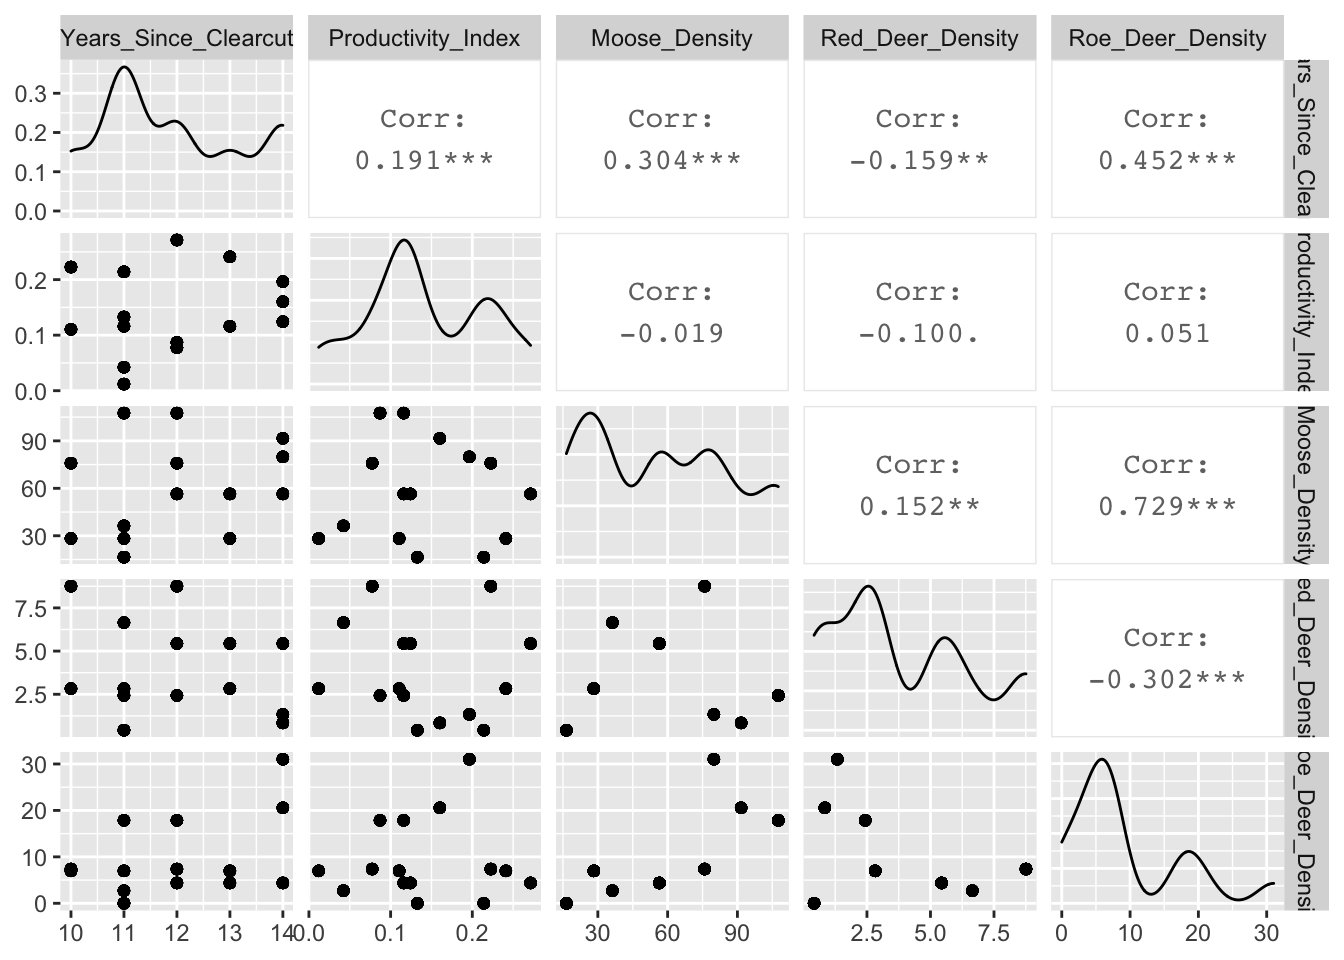 Years_Since_Clearcut Productivity_Index Moose_Density Red_Deer_Density Roe_Deer_Density
0.3
0.2
0.1
0.0
Corr:
0.191***
Corr:
0.304***
Corr:
-0.159**
Corr:
0.452***
ars_Since_Clea
0.2
0.1
0.0
Corr:
-0.019
Corr:
-0.100.
Corr:
0.051
roductivity_Inde
90
60
30
Corr:
0.152**
Corr:
0.729***
Moose_Density
7.5
5.0
2.5
Corr:
-0.302***
ed_Deer_Densi
30
20
10
0
oe_Deer_Densi
10 11 12 13 14 0.0 0.1 0.2 30 60 90 2.5 5.0 7.5 0 10 20 30